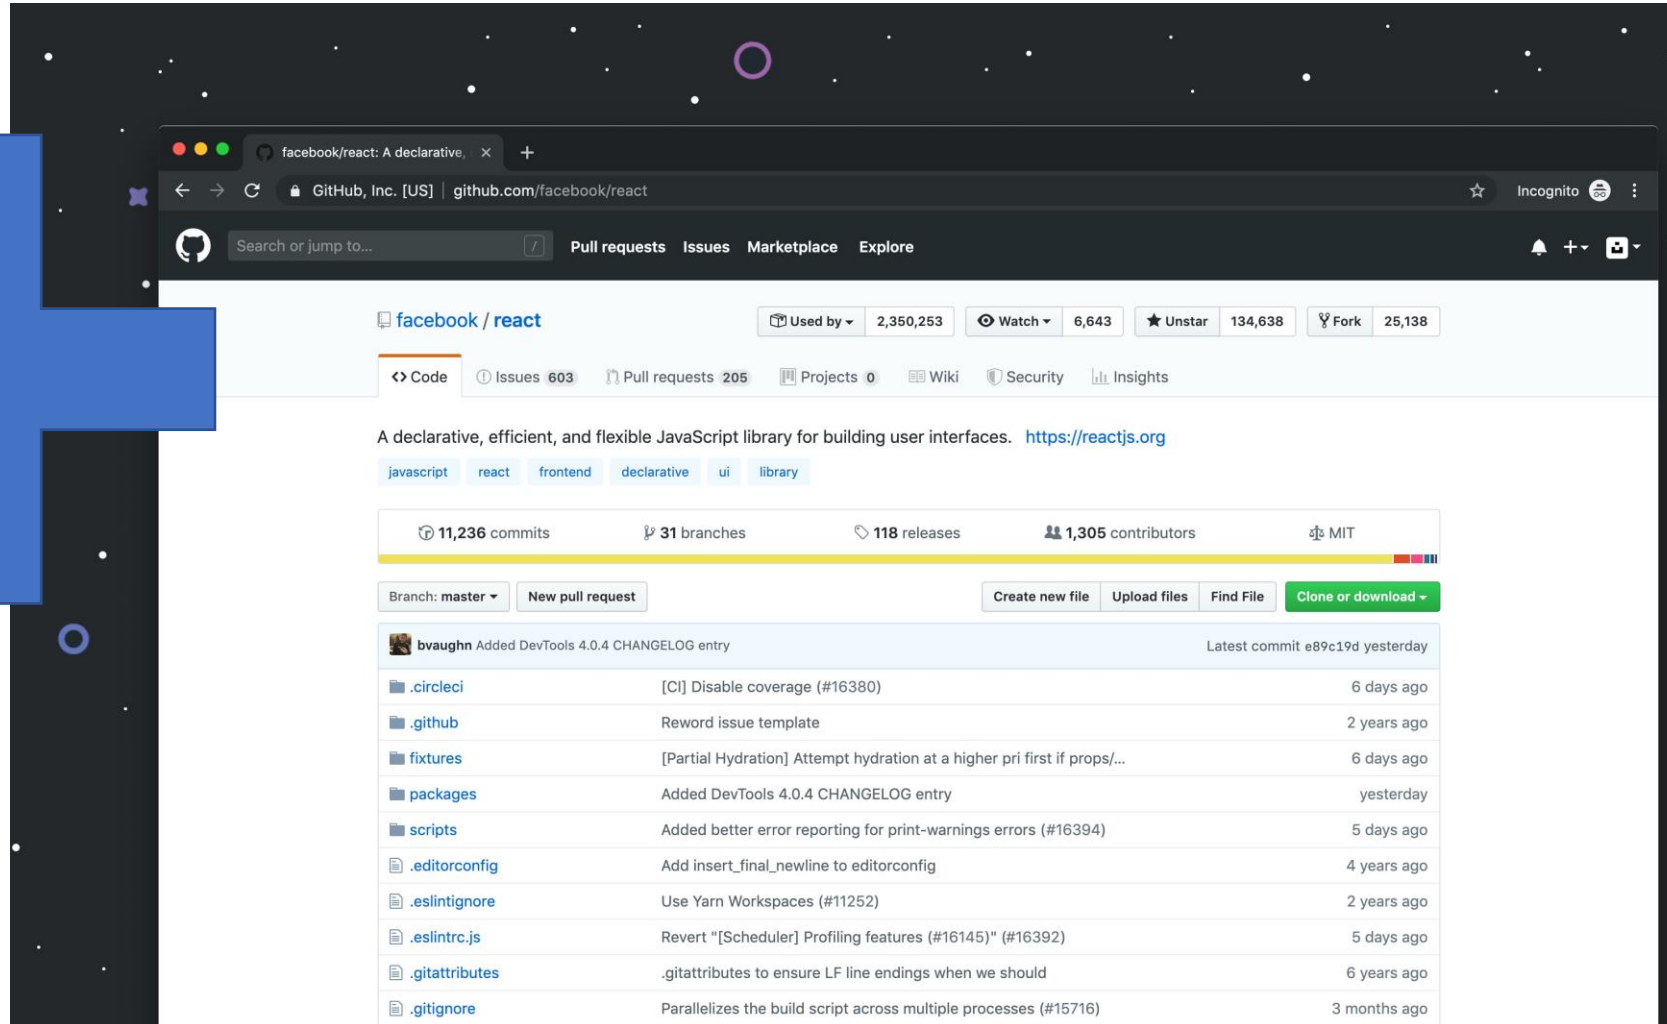 facebook/react: A declarative,
GitHub, Inc. [US] | github.com/facebook/react Incognito
Search or jump to... / Pull requests Issues Marketplace Explore
facebook / react Used by 2,350,253 Watch 6,643 Unstar 134,638 Fork 25,138
Code Issues 603 Pull requests 205 Projects 0 Wiki Security Insights
A declarative, efficient, and flexible JavaScript library for building user interfaces. https://reactjs.org
javascript react frontend declarative ui library
11,236 commits 31 branches 118 releases 1,305 contributors MIT
Branch: master New pull request Create new file Upload files Find File Clone or download
bvaughn Added DevTools 4.0.4 CHANGELOG entry Latest commit e89c19d yesterday
.circleci [CI] Disable coverage (#16380) 6 days ago
.github Reword issue template 2 years ago
fixtures [Partial Hydration] Attempt hydration at a higher pri first if props/... 6 days ago
packages Added DevTools 4.0.4 CHANGELOG entry yesterday
scripts Added better error reporting for print-warnings errors (#16394) 5 days ago
.editorconfig Add insert_final_newline to editorconfig 4 years ago
.eslintignore Use Yarn Workspaces (#11252) 2 years ago
.eslintrc.js Revert "[Scheduler] Profiling features (#16145)" (#16392) 5 days ago
.gitattributes .gitattributes to ensure LF line endings when we should 6 years ago
.gitignore Parallelizes the build script across multiple processes (#15716) 3 months ago